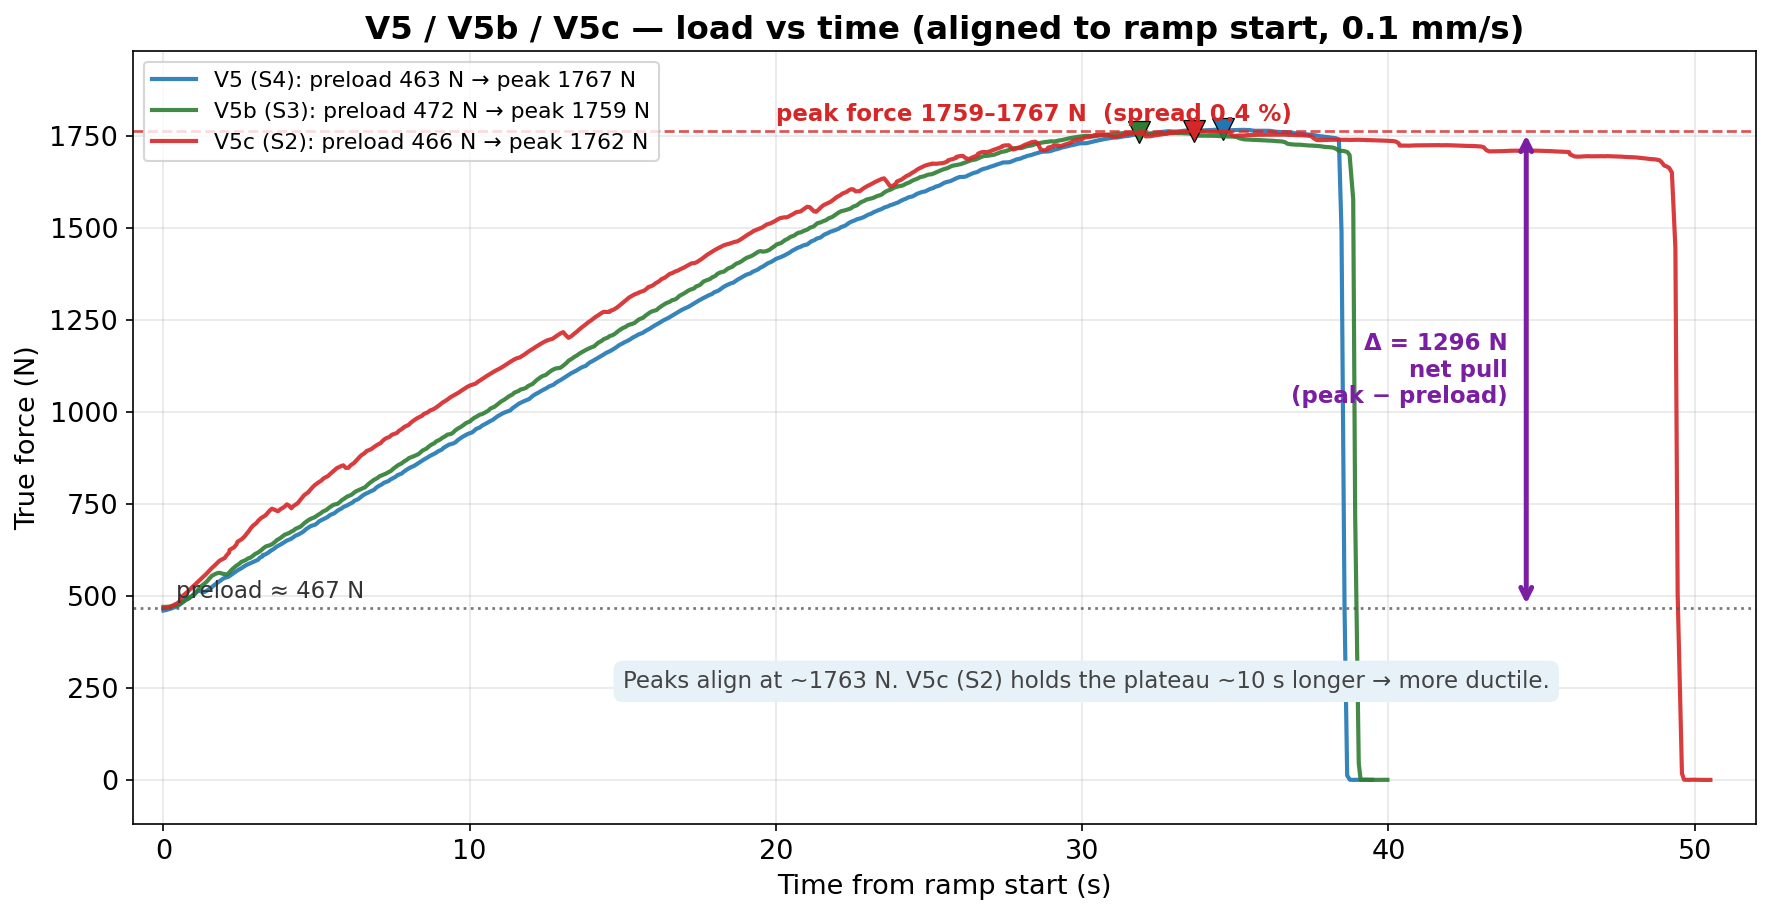 V5 / V5b / V5c — load vs time (aligned to ramp start, 0.1 mm/s)
V5 (S4): preload 463 N → peak 1767 N
V5b (S3): preload 472 N → peak 1759 N
V5c (S2): preload 466 N → peak 1762 N
peak force 1759–1767 N  (spread 0.4 %)
1750
1500
1250
1000
750
500
250
0
True force (N)
Δ = 1296 N
net pull
(peak − preload)
preload ≈ 467 N
Peaks align at ~1763 N. V5c (S2) holds the plateau ~10 s longer → more ductile.
0
10
20
30
40
50
Time from ramp start (s)